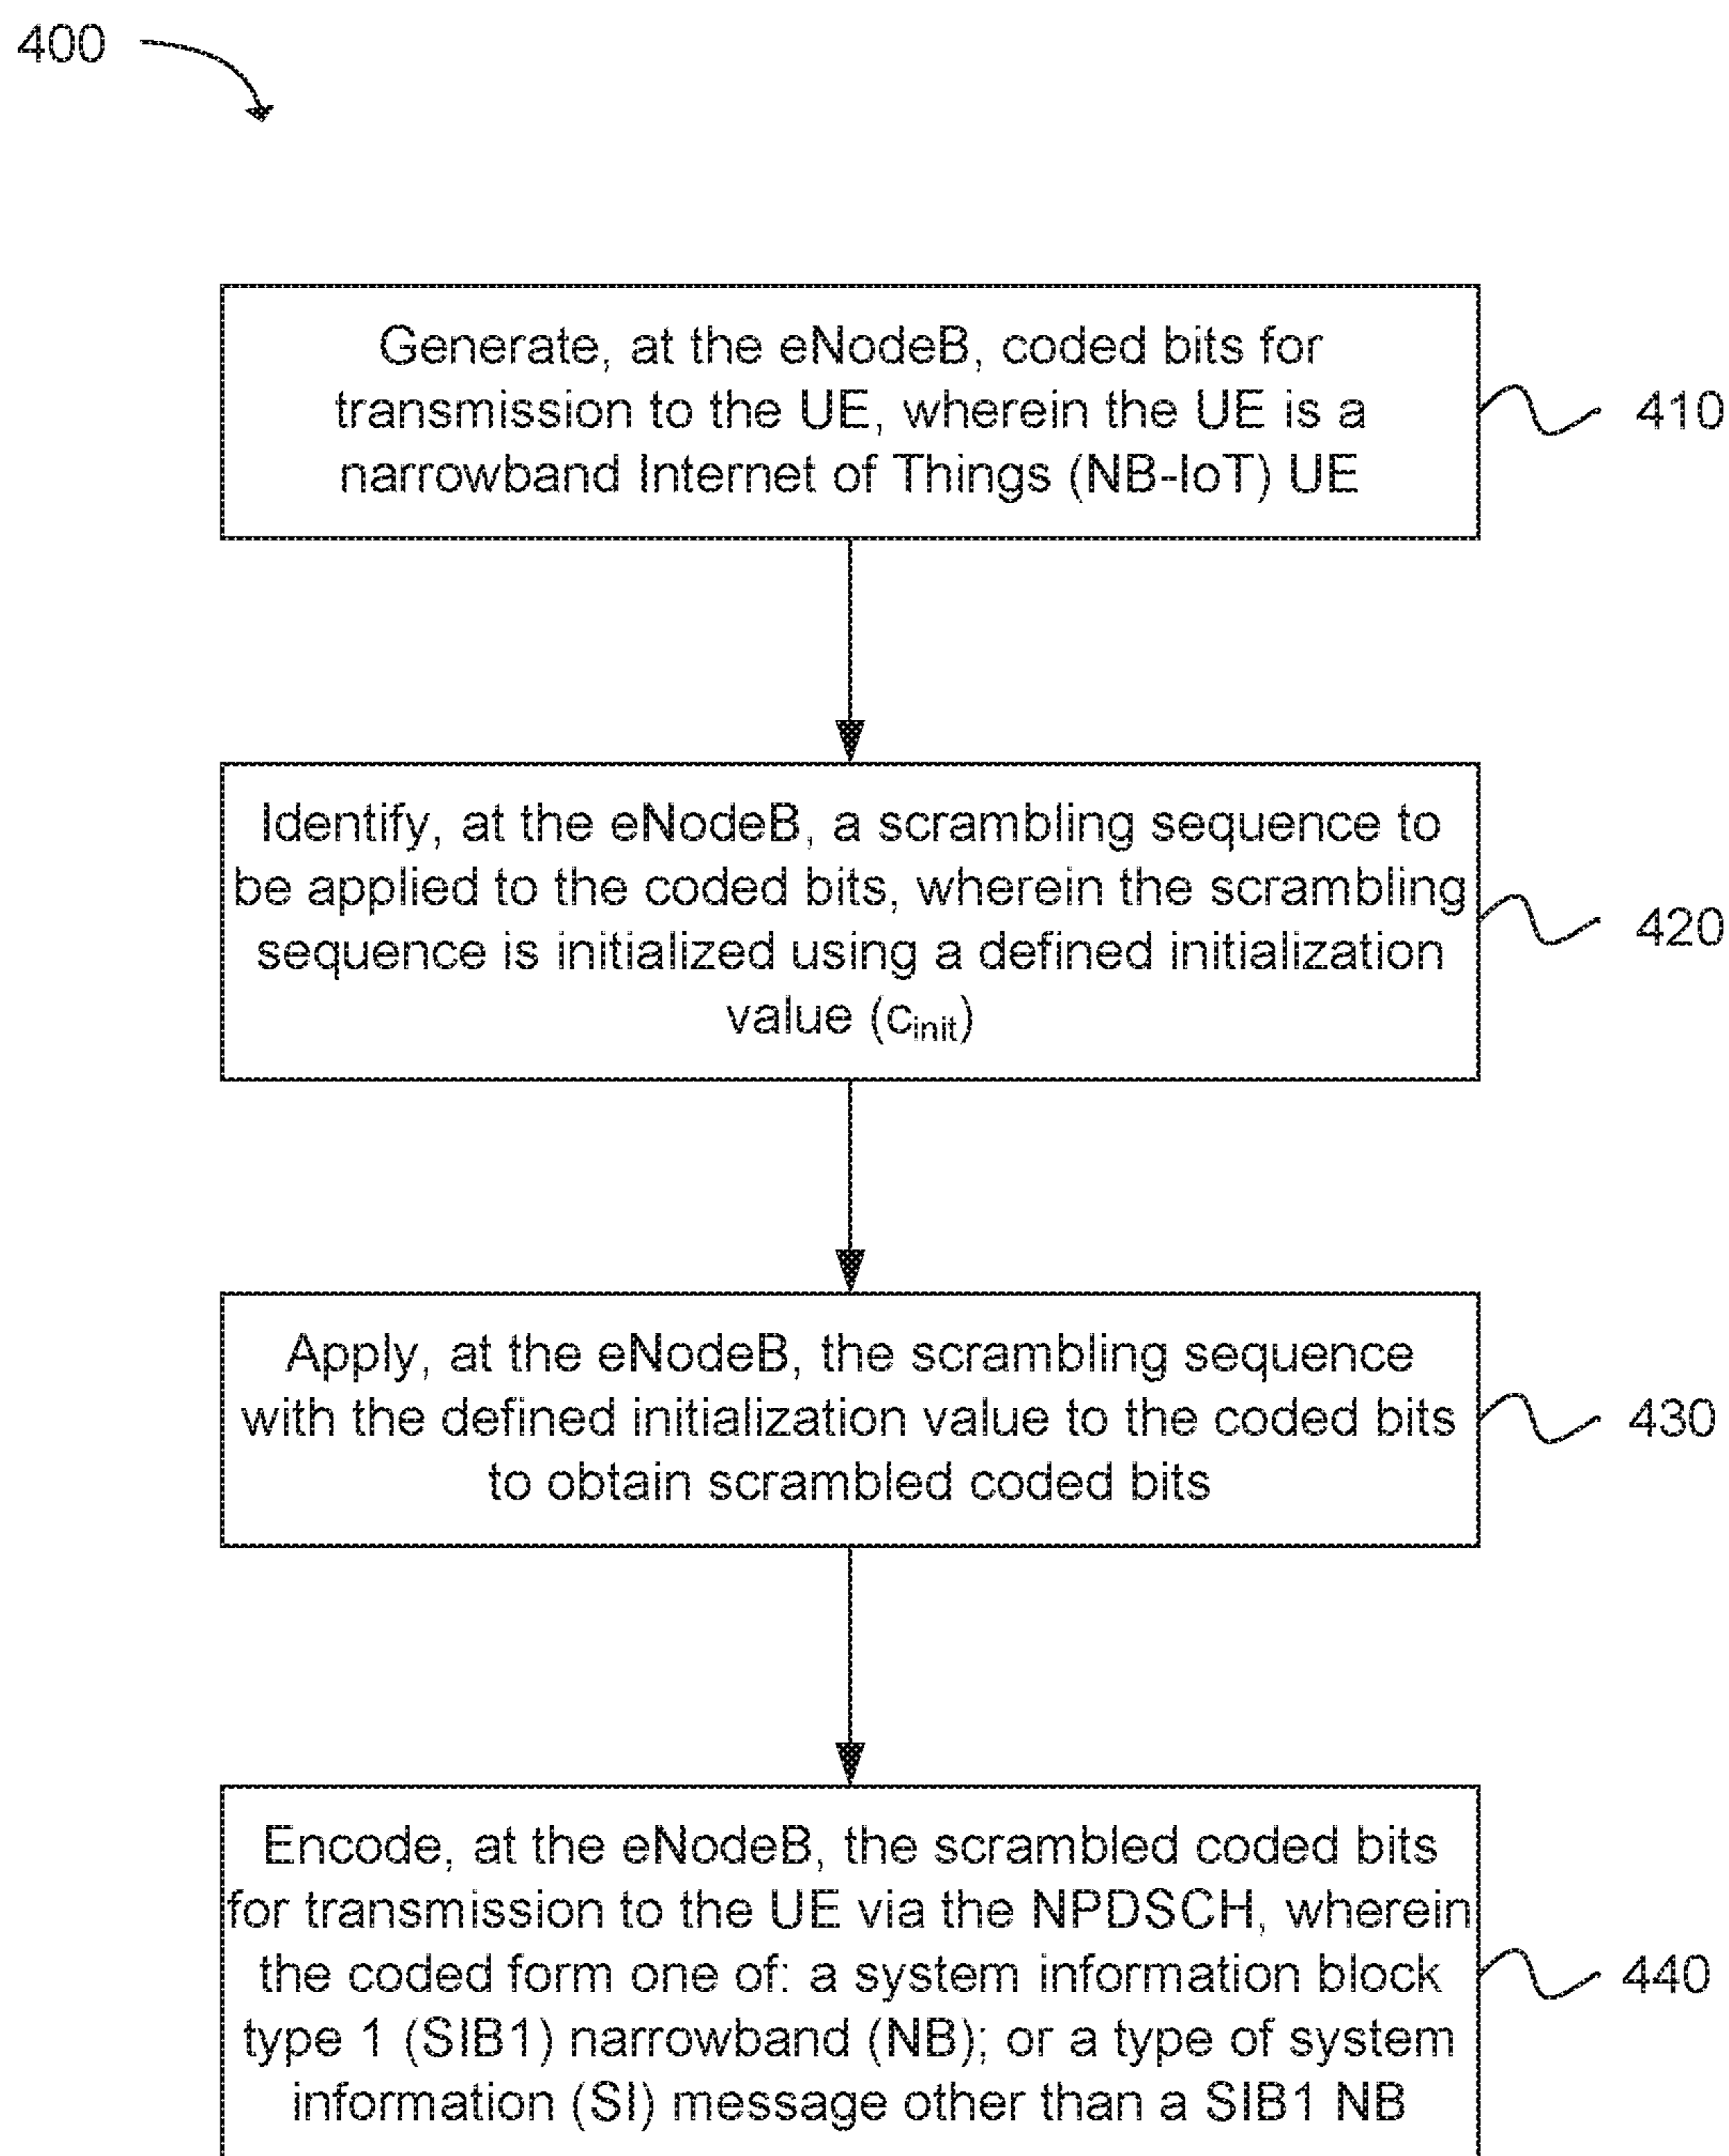 400
Generate, at the eNodeB, coded bits for
transmission to the UE, wherein the UE is a
narrowband Internet of Things (NB-IoT) UE
410
Identify, at the eNodeB, a scrambling sequence to
be applied to the coded bits, wherein the scrambling
sequence is initialized using a defined initialization
value (cinit)
420
Apply, at the eNodeB, the scrambling sequence
with the defined initialization value to the coded bits
to obtain scrambled coded bits
430
Encode, at the eNodeB, the scrambled coded bits
for transmission to the UE via the NPDSCH, wherein
the coded form one of: a system information block
type 1 (SIB1) narrowband (NB); or a type of system
information (SI) message other than a SIB1 NB
440